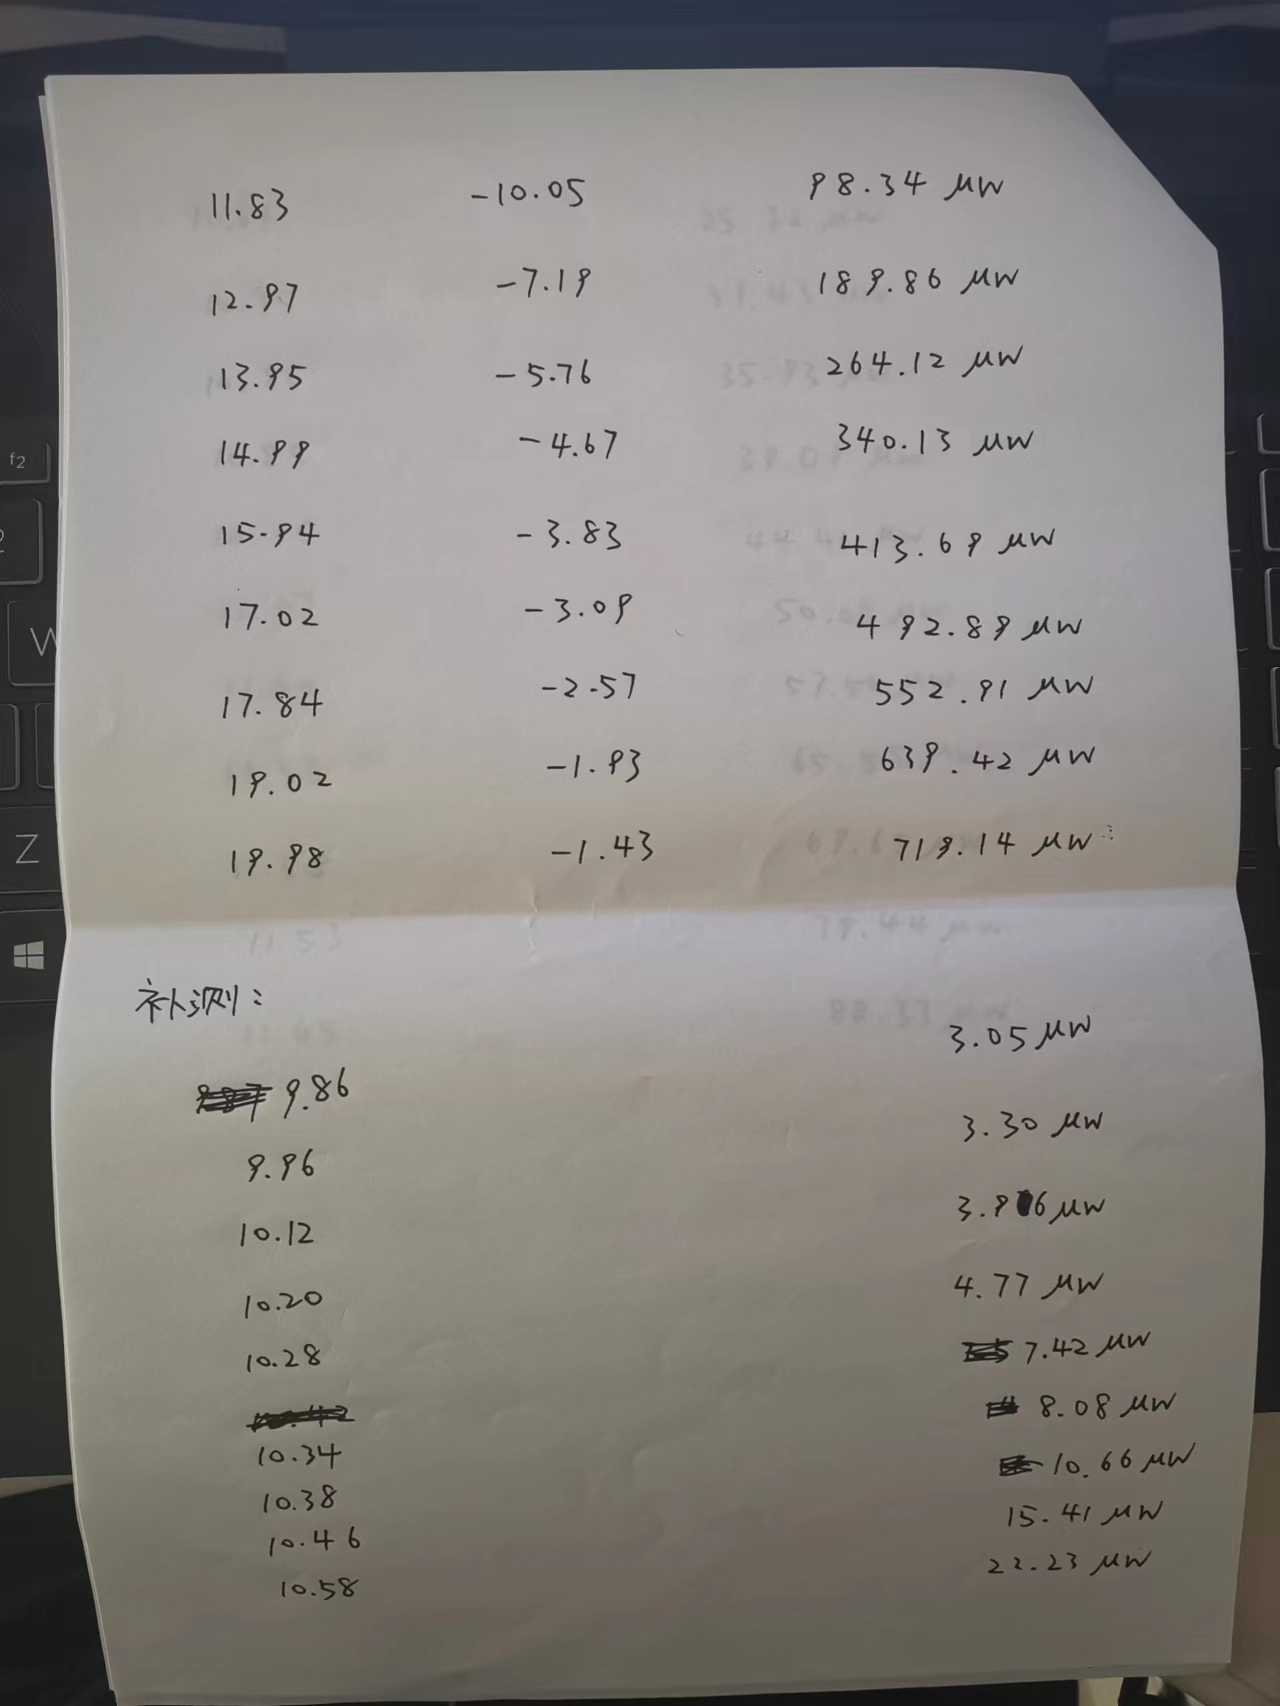 11.83 -10.05 98.34 μW
12.97 -7.19 189.86 μW
13.95 -5.76 264.12 μW
14.99 -4.67 340.13 μW
15.94 -3.83 413.69 μW
17.02 -3.09 492.89 μW
17.84 -2.57 552.91 μW
19.02 -1.93 639.42 μW
19.98 -1.43 719.14 μW
补测:
9.86 3.05 μW
9.96 3.30 μW
10.12 3.96 μW
10.20 4.77 μW
10.28 7.42 μW
10.34 8.08 μW
10.38 10.66 μW
10.46 15.41 μW
10.58 22.23 μW
f2
W
Z